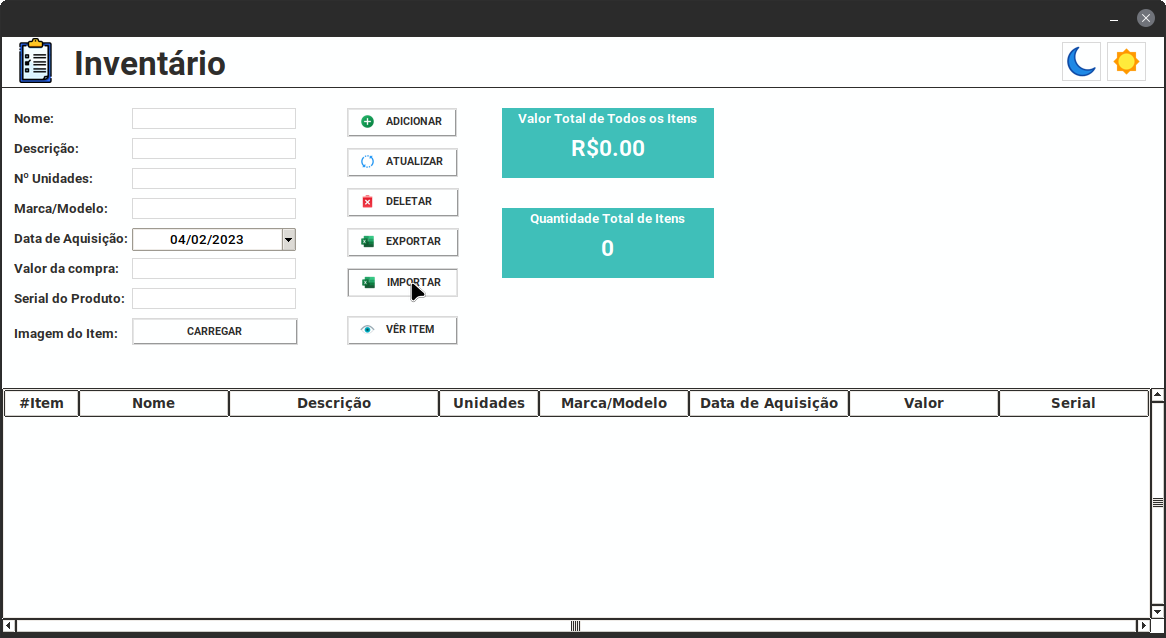 Inventário
Nome:
Descrição:
Nº Unidades:
Marca/Modelo:
Data de Aquisição: 04/02/2023
Valor da compra:
Serial do Produto:
Imagem do Item: CARREGAR
ADICIONAR
ATUALIZAR
DELETAR
EXPORTAR
IMPORTAR
VÊR ITEM
Valor Total de Todos os Itens
R$0.00
Quantidade Total de Itens
0
#Item Nome Descrição Unidades Marca/Modelo Data de Aquisição Valor Serial